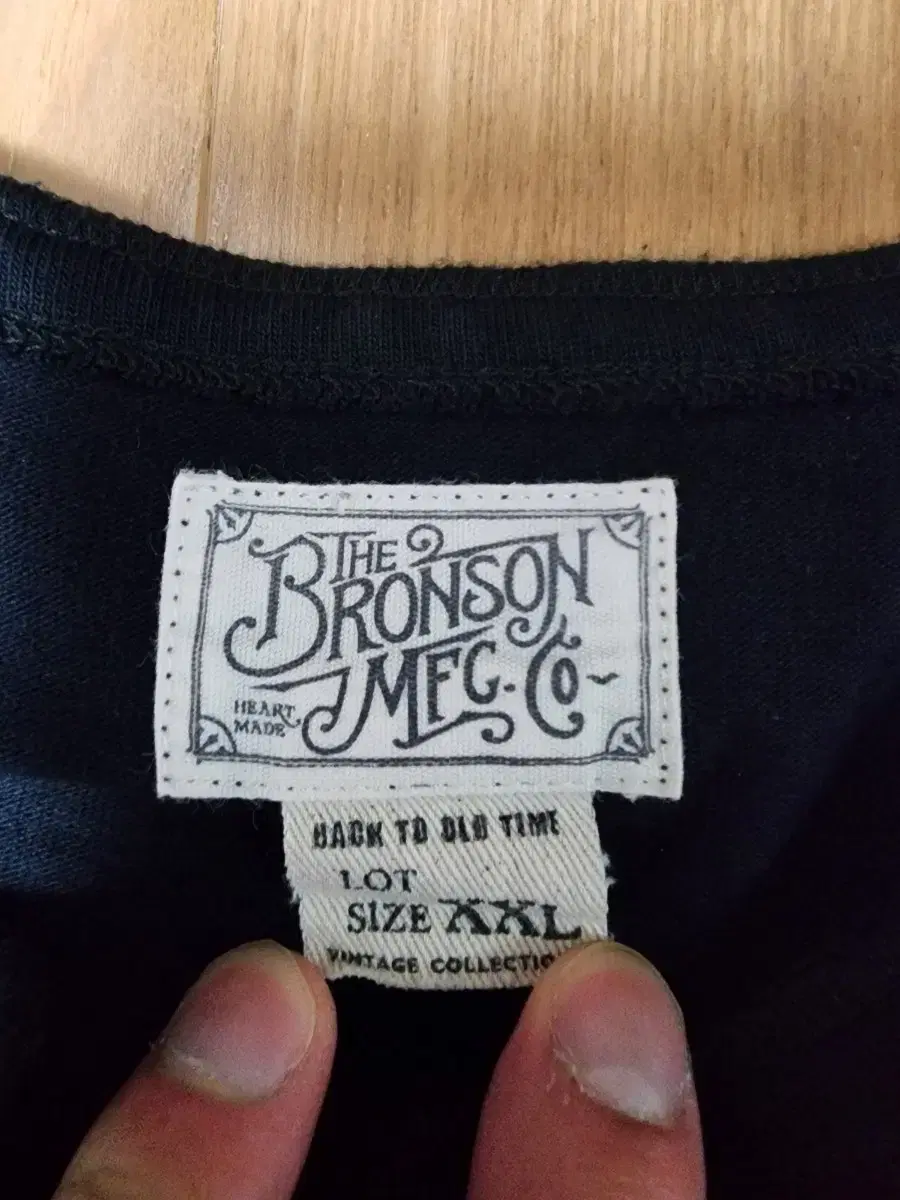 THE
BRONSON
MFG. Co
HEART
MADE
BACK TO OLD TIME
LOT
SIZE XXL
VINTAGE COLLECTIO